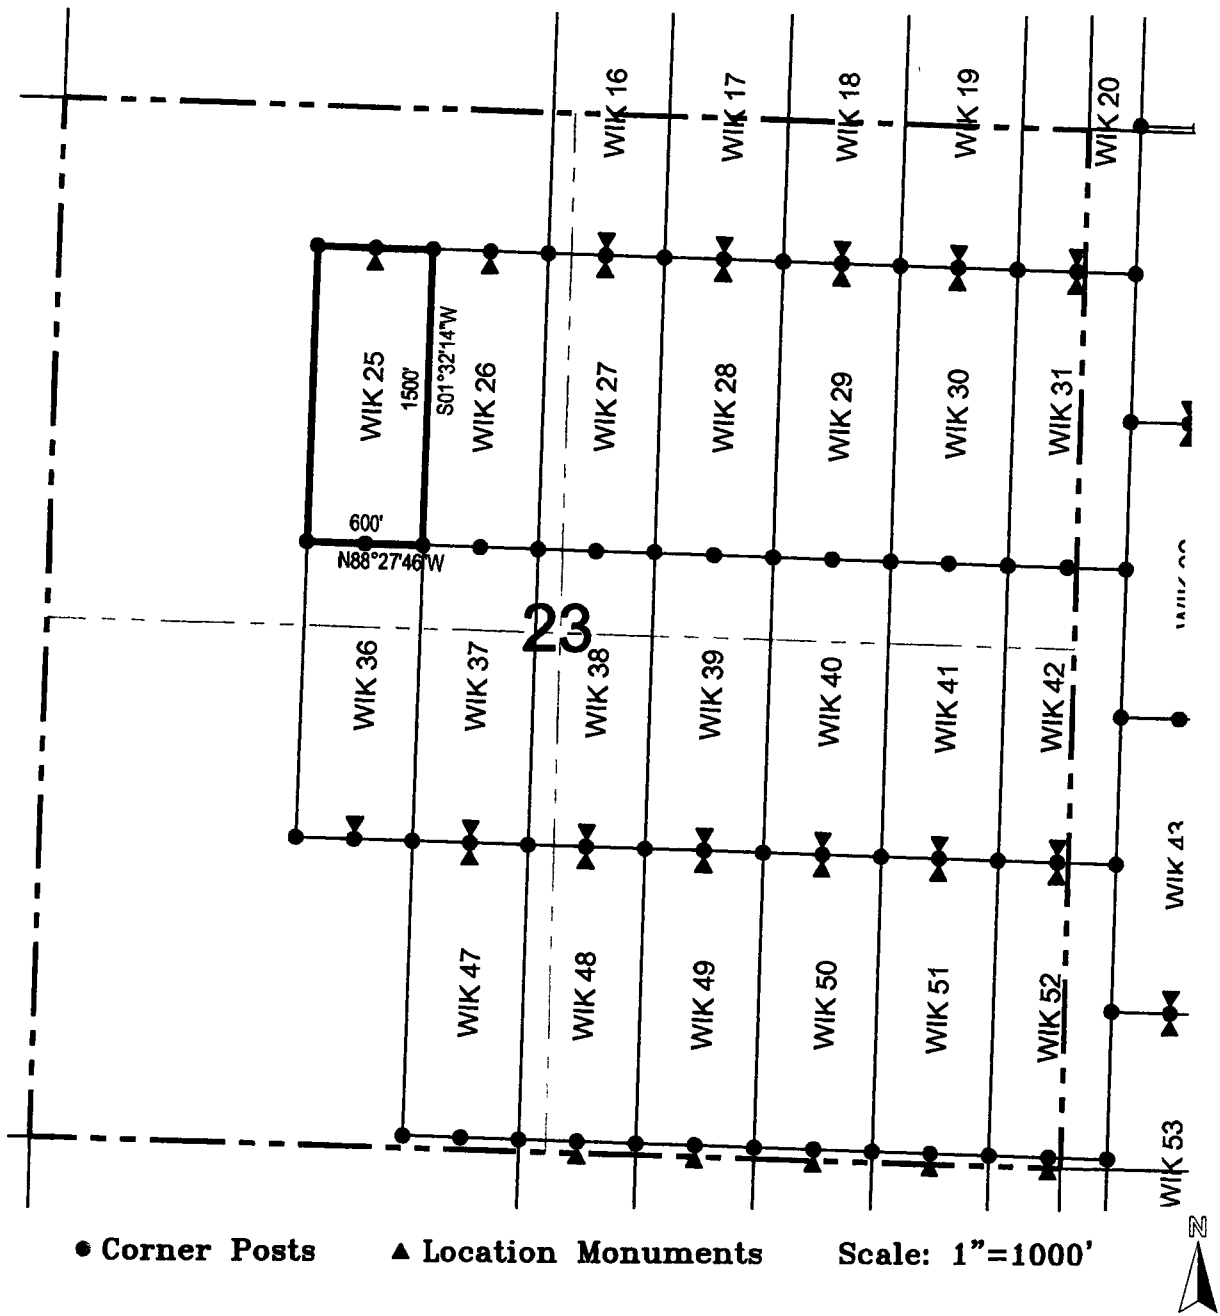 WIK 16
WIK 17
WIK 18
WIK 19
WIK 20
WIK 25
1500'
S01°32'14"W
WIK 26
WIK 27
WIK 28
WIK 29
WIK 30
WIK 31
600'
N88°27'46"W
23
WIK 36
WIK 37
WIK 38
WIK 39
WIK 40
WIK 41
WIK 42
WIK 43
WIK 47
WIK 48
WIK 49
WIK 50
WIK 51
WIK 52
WIK 53
N
Corner Posts
Location Monuments
Scale: 1"=1000'